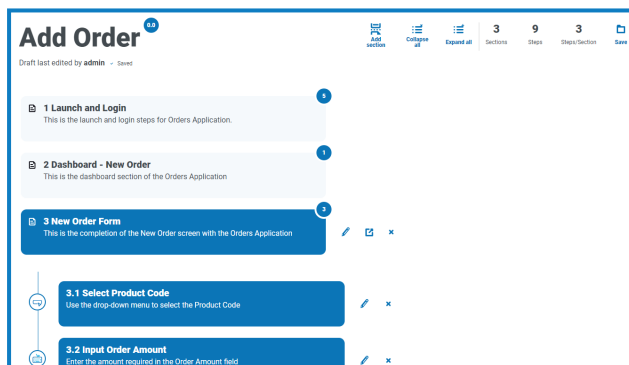 Add Order
0.0
Draft last edited by admin Saved
Add section
Collapse all
Expand all
3 Sections
9 Steps
3 Steps/Section
Save
5
1 Launch and Login
This is the launch and login steps for Orders Application.
1
2 Dashboard - New Order
This is the dashboard section of the Orders Application
3
3 New Order Form
This is the completion of the New Order screen with the Orders Application
3.1 Select Product Code
Use the drop-down menu to select the Product Code
3.2 Input Order Amount
Enter the amount required in the Order Amount field